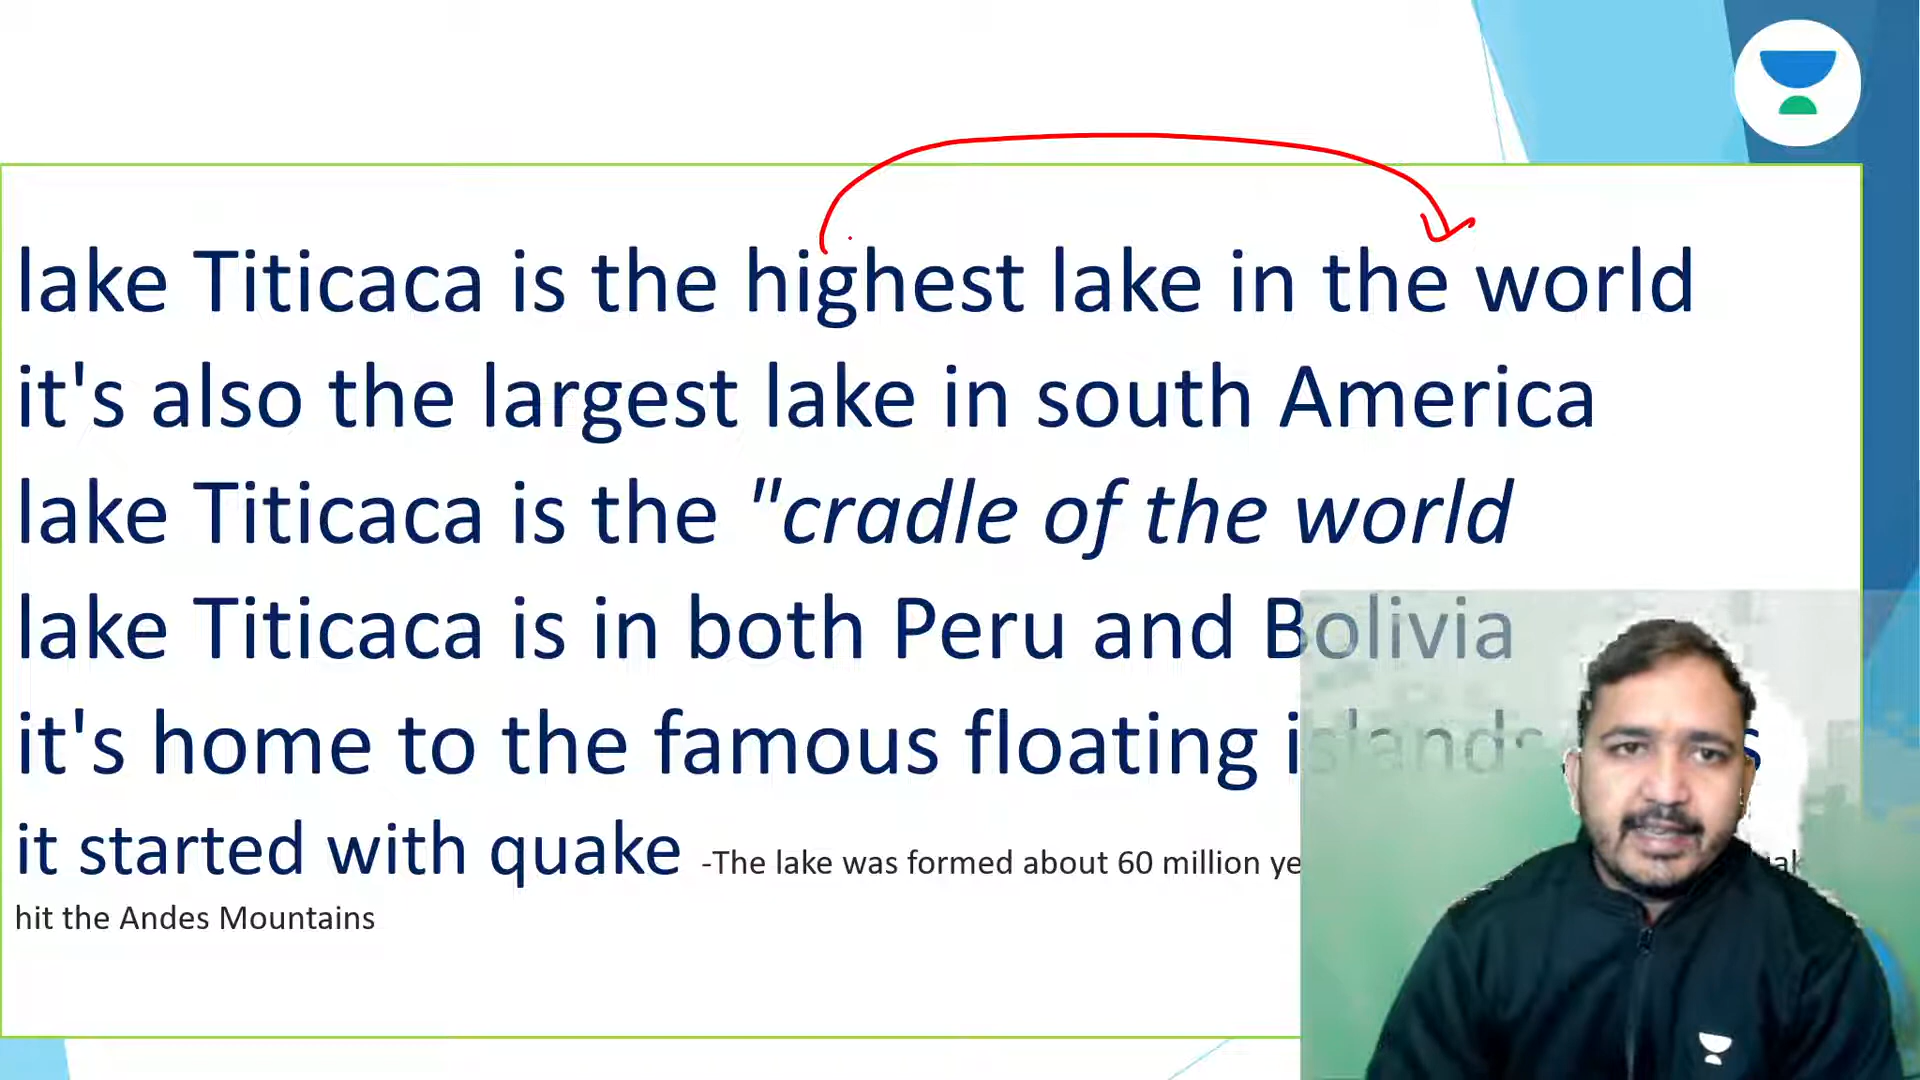 lake Titicaca is the highest lake in the world
it's also the largest lake in south America
lake Titicaca is the "cradle of the world
lake Titicaca is in both Peru and Bolivia
it's home to the famous floating islands
it started with quake -The lake was formed about 60 million
hit the Andes Mountains